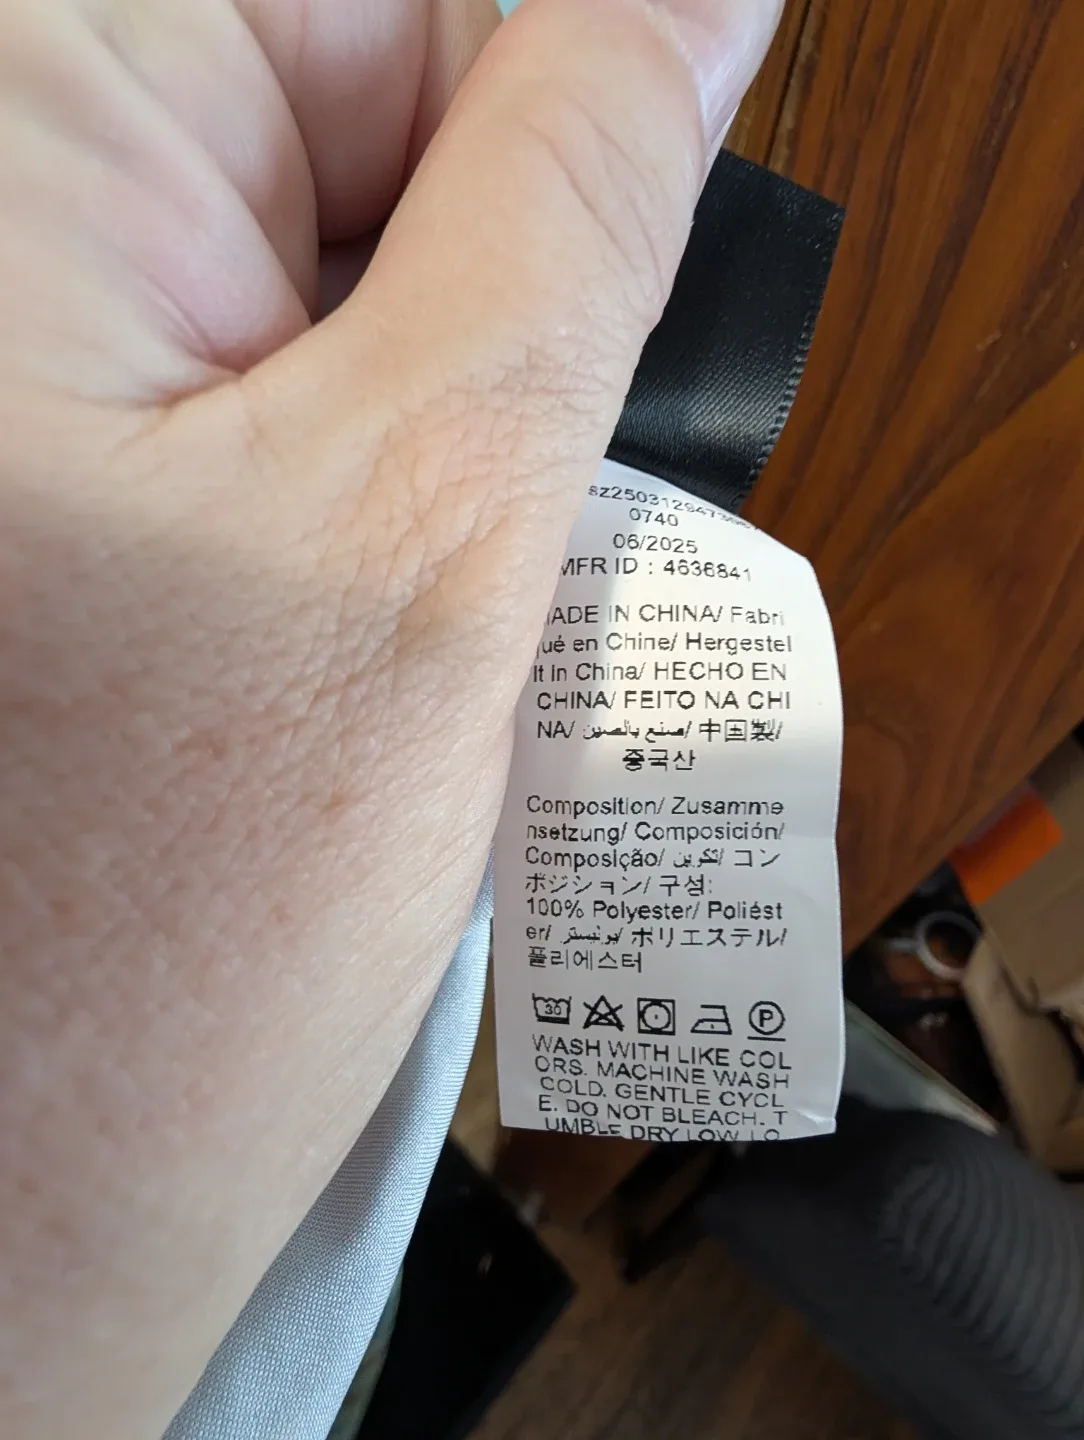 0740
06/2025
MFR ID : 4636841
MADE IN CHINA/ Fabri
qué en Chine/ Hergestel
lt in China/ HECHO EN
CHINA/ FEITO NA CHI
NA/ صنع بالصين/ 中国製/
중국산
Composition/ Zusamme
nsetzung/ Composición/
Composição/ تكوين/ コン
ポジション/ 구성:
100% Polyester/ Poliést
er/ بوليستر/ ポリエステル/
폴리에스터
30
P
WASH WITH LIKE COL
ORS. MACHINE WASH
COLD. GENTLE CYCL
E. DO NOT BLEACH. T
UMBLE DRY LOW. LO